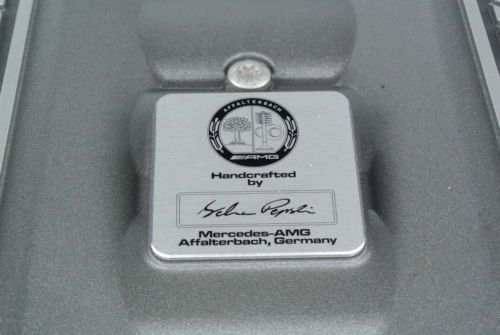 AFFALTERBACH
AMG
Handcrafted
by
Mercedes-AMG
Affalterbach, Germany